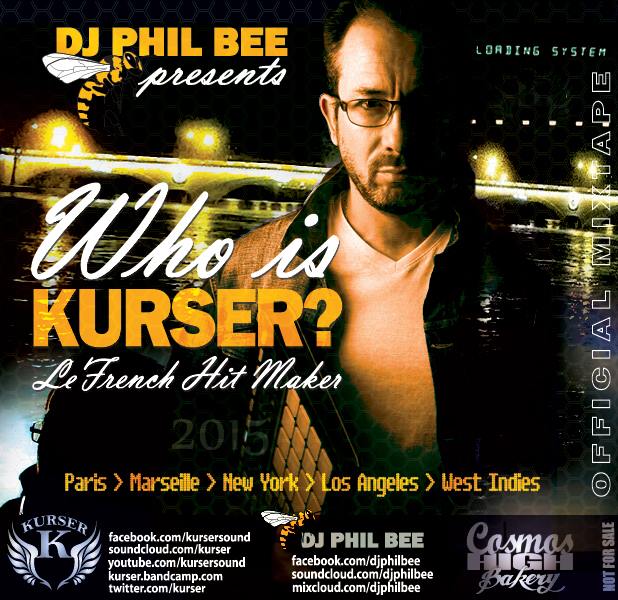 DJ PHIL BEE
presents
LOADING SYSTEM
OFFICIAL MIXTAPE
Who is
KURSER?
Le French Hit Maker
2015
Paris > Marseille > New York > Los Angeles > West Indies
KURSER
K
facebook.com/kursersound
soundcloud.com/kurser
youtube.com/kursersound
kurser.bandcamp.com
twitter.com/kurser
DJ PHIL BEE
facebook.com/djphilbee
soundcloud.com/djphilbee
mixcloud.com/djphilbee
Cosmos
HIGH
Bakery
NOT FOR SALE